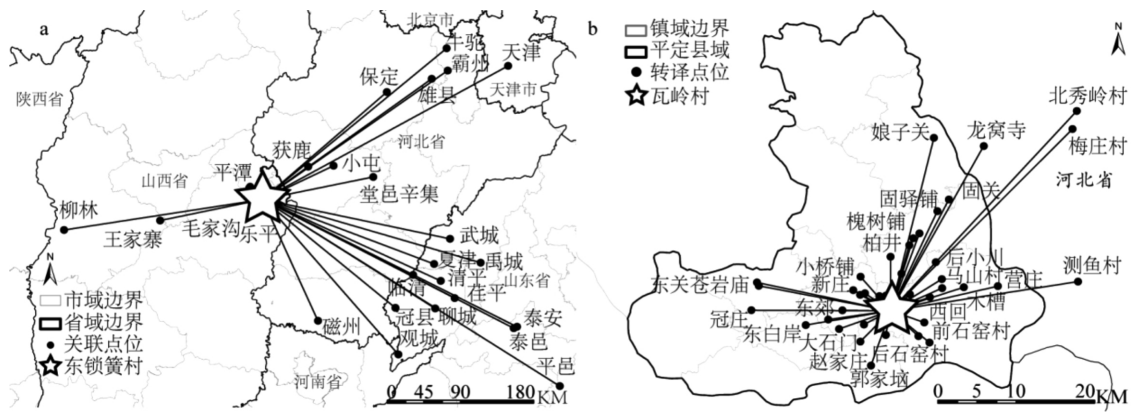 a
北京市
牛驰
霸州
天津
保定
雄县
天津市
陕西省
河北省
获鹿
小屯
平潭
山西省
堂邑辛集
柳林
毛家沟
乐平
王家寨
武城
夏津
禹城
临清
清平
山东省
茌平
冠县
聊城
磁州
观城
泰安
泰邑
平邑
河南省
N
市域边界
省域边界
关联点位
东锁簧村
0 45 90 180 KM
b
镇域边界
平定县域
转译点位
瓦岭村
N
北秀岭村
娘子关
龙窝寺
梅庄村
河北省
固驿铺
固关
槐树铺
柏井
后小川
小桥铺
马山村
营庄
测鱼村
东关苍岩庙
新庄
木槽
冠庄
东郊
西回
东白岸
前石窑村
大石门
后石窑村
赵家庄
郭家垴
0 5 10 20 KM